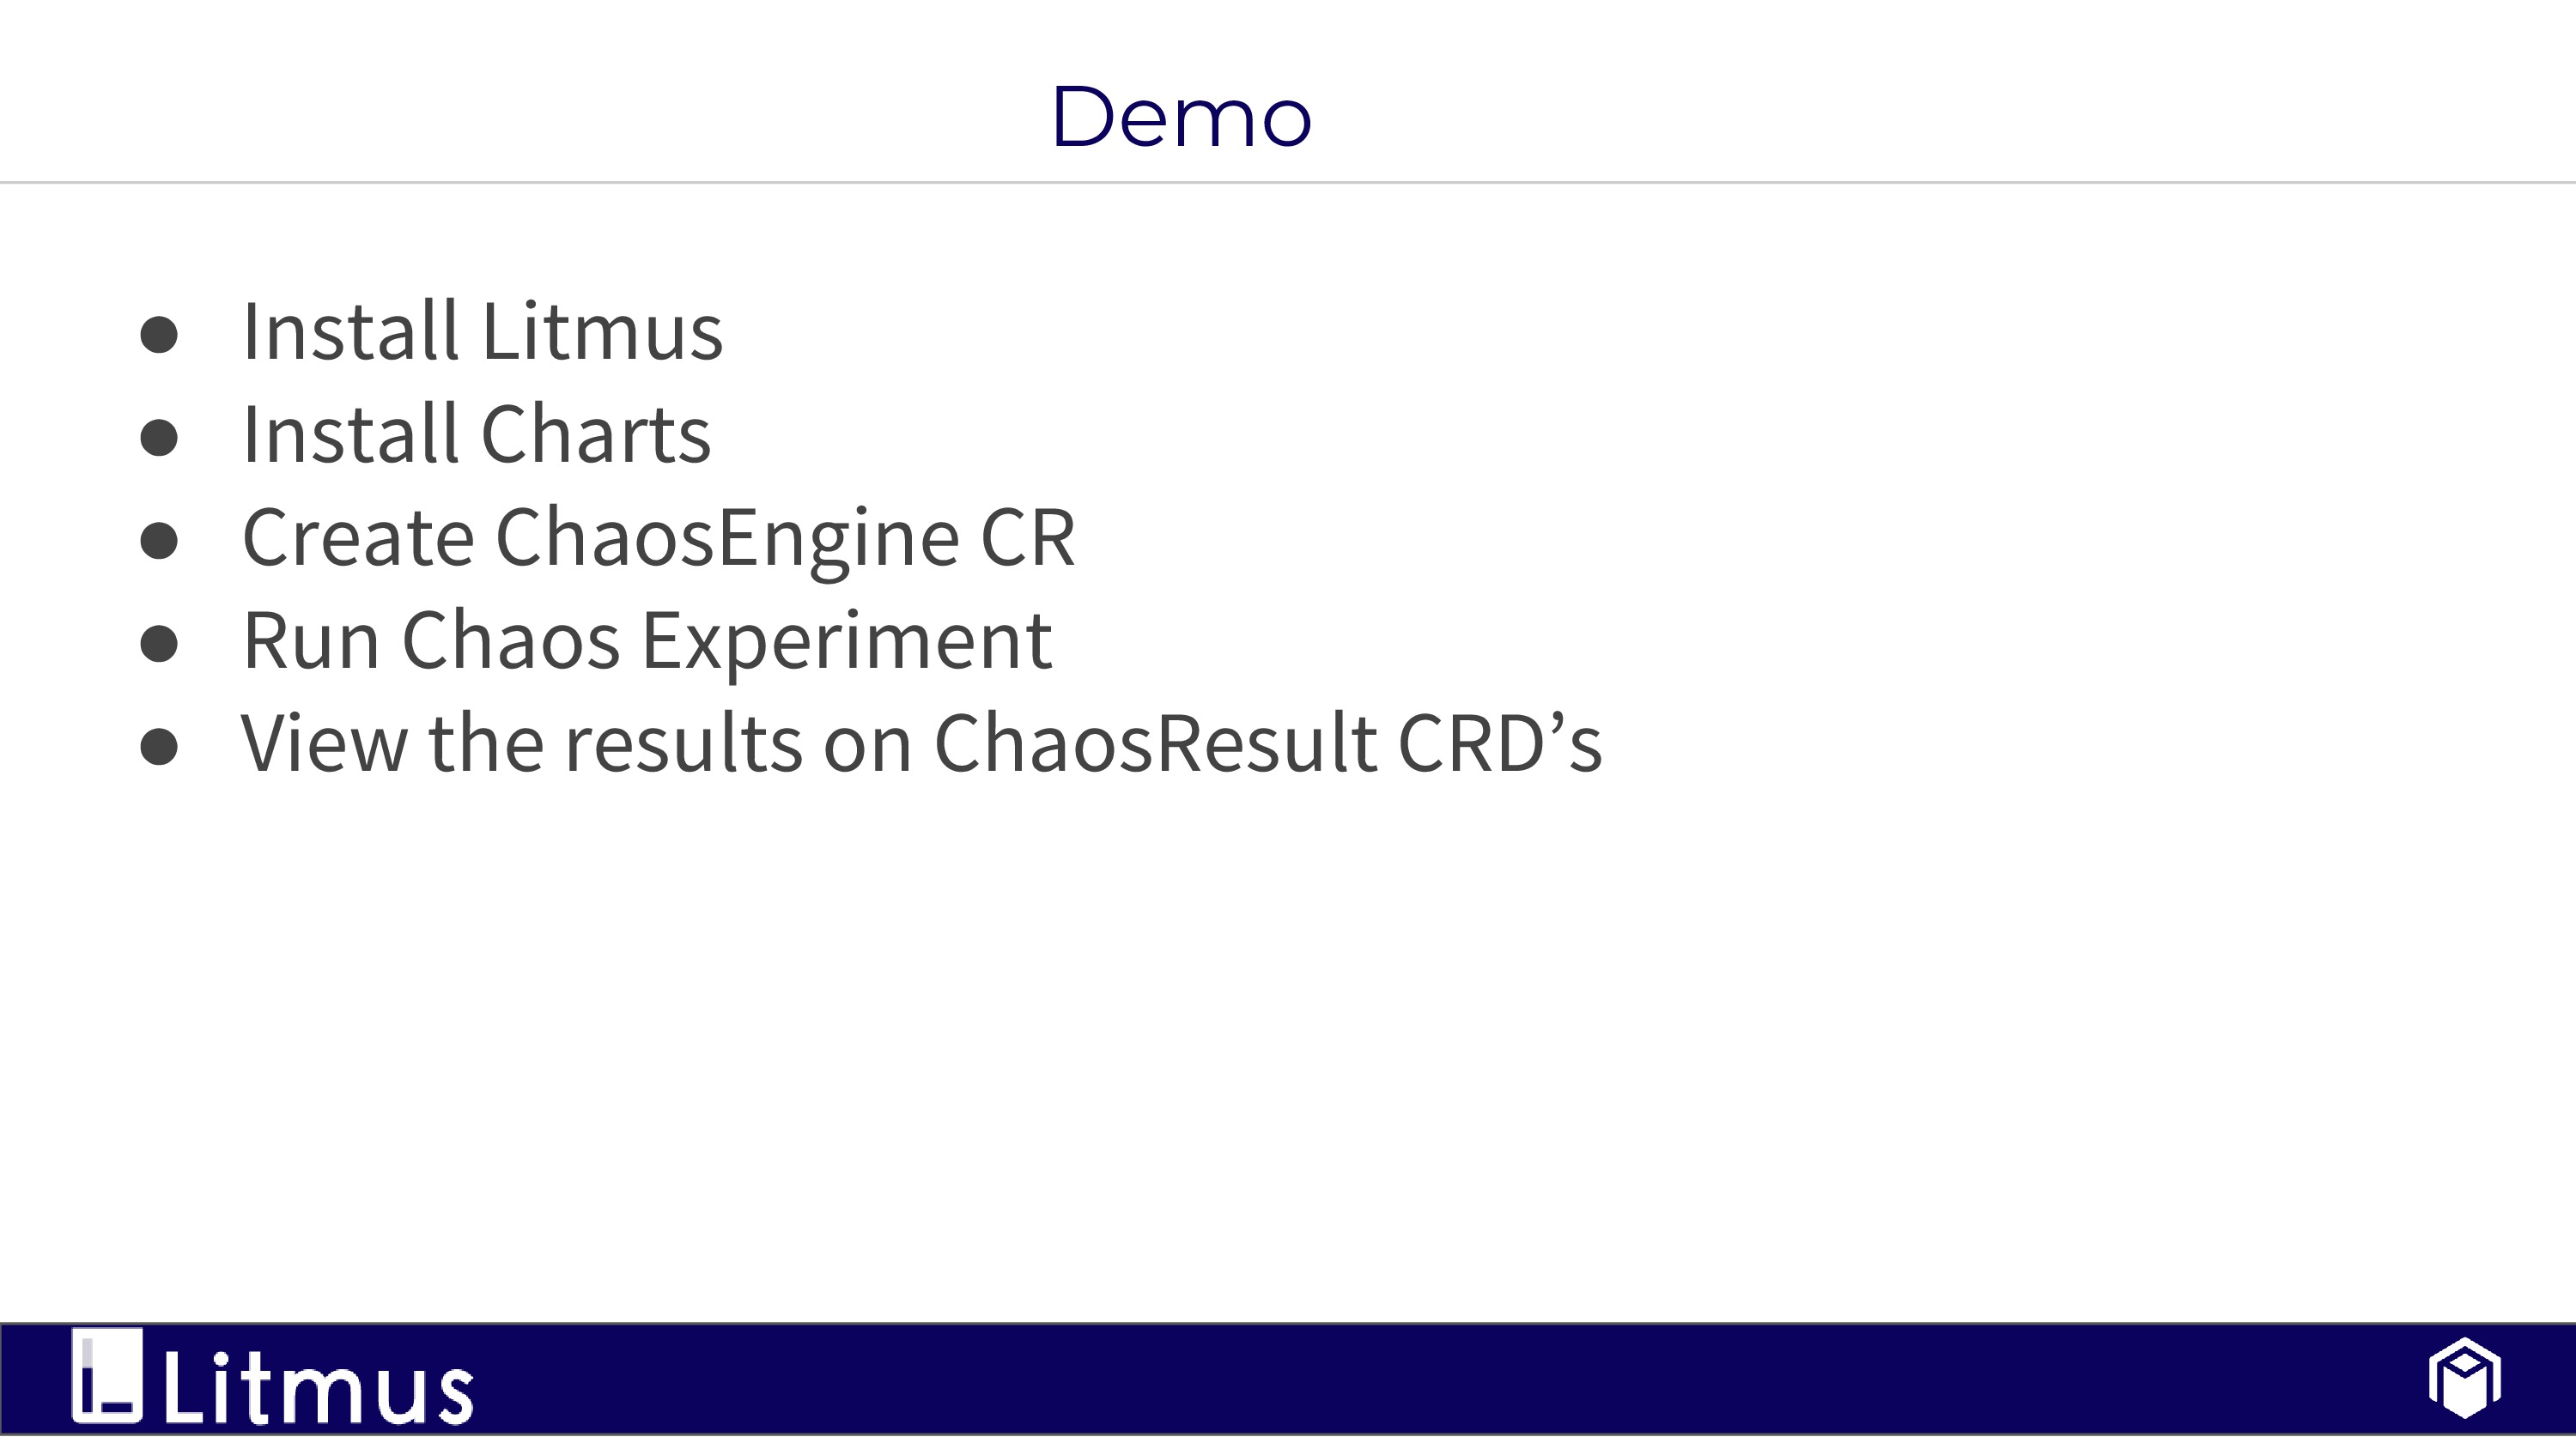 Demo
● Install Litmus
● Install Charts
● Create ChaosEngine CR
● Run Chaos Experiment
● View the results on ChaosResult CRD’s
Litmus